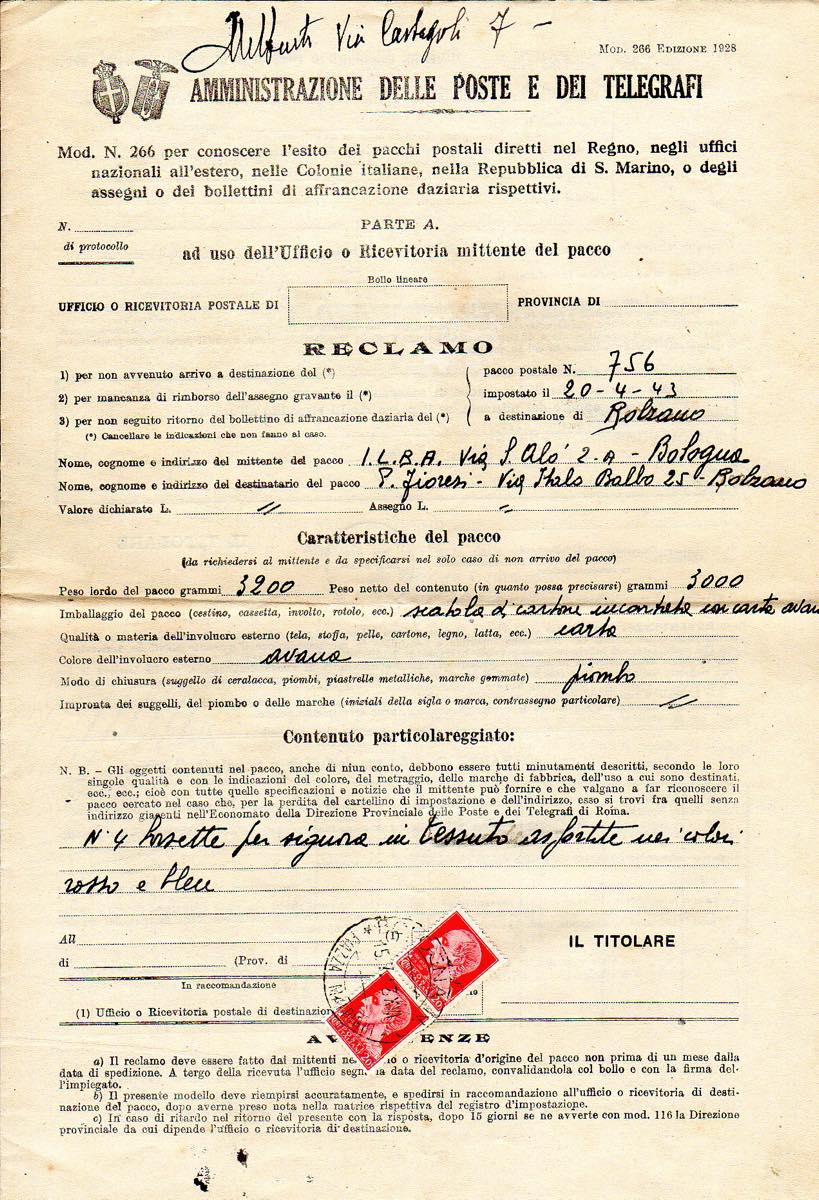 Via Castagoli 7 -
MOD. 266 EDIZIONE 1928
AMMINISTRAZIONE DELLE POSTE E DEI TELEGRAFI
Mod. N. 266 per conoscere l'esito dei pacchi postali diretti nel Regno, negli uffici
nazionali all'estero, nelle Colonie italiane, nella Repubblica di S. Marino, o degli
assegni o dei bollettini di affrancazione daziaria rispettivi.
N.
di protocollo
PARTE A.
ad uso dell'Ufficio o Ricevitoria mittente del pacco
Bollo lineare
UFFICIO O RICEVITORIA POSTALE DI
PROVINCIA DI
RECLAMO
1) per non avvenuto arrivo a destinazione del (*) pacco postale N. 756
2) per mancanza di rimborso dell'assegno gravante il (*) impostato il 20-4-43
3) per non seguito ritorno del bollettino di affrancazione daziaria del (*) a destinazione di Bolzano
(*) Cancellare le indicazioni che non fanno al caso.
Nome, cognome e indirizzo del mittente del pacco I.L.B.A. Via S. Alò 2-A - Bologna
Nome, cognome e indirizzo del destinatario del pacco P. Fioresi - Via Italo Balbo 25 - Bolzano
Valore dichiarato L. // Assegno L. //
Caratteristiche del pacco
(da richiedersi al mittente e da specificarsi nel solo caso di non arrivo del pacco)
Peso lordo del pacco grammi 3200 Peso netto del contenuto (in quanto possa precisarsi) grammi 3000
Imballaggio del pacco (cestino, cassetta, involto, rotolo, ecc.) scatola di cartone incartata con carta avana
Qualità o materia dell'involucro esterno (tela, stoffa, pelle, cartone, legno, latta, ecc.) carta
Colore dell'involucro esterno avana
Modo di chiusura (suggello di ceralacca, piombi, piastrelle metalliche, marche gommate) piombo
Impronta dei suggelli, del piombo o delle marche (iniziali della sigla o marca, contrassegno particolare) //
Contenuto particolareggiato:
N. B. - Gli oggetti contenuti nel pacco, anche di niun conto, debbono essere tutti minutamenti descritti, secondo le loro
singole qualità e con le indicazioni del colore, del metraggio, delle marche di fabbrica, dell'uso a cui sono destinati,
ecc., ecc.; cioè con tutte quelle specificazioni e notizie che il mittente può fornire e che valgano a far riconoscere il
pacco cercato nel caso che, per la perdita del cartellino di impostazione e dell'indirizzo, esso si trovi fra quelli senza
indirizzo giacenti nell'Economato della Direzione Provinciale delle Poste e dei Telegrafi di Roma.
N. 4 borsette per signora in tessuto assortite nei colori
rosso e bleu
All
di (Prov. di
IL TITOLARE
In raccomandazione
(1) Ufficio o Ricevitoria postale di destinazion
a) Il reclamo deve essere fatto dai mittenti ne o ricevitoria d'origine del pacco non prima di un mese dalla
data di spedizione. A tergo della ricevuta l'ufficio segn la data del reclamo, convalidandola col bollo e con la firma del-
l'impiegato.
b) Il presente modello deve riempirsi accuratamente, e spedirsi in raccomandazione all'ufficio o ricevitoria di desti-
nazione del pacco, dopo averne preso nota nella matrice rispettiva del registro d'impostazione.
c) In caso di ritardo nel ritorno del presente con la risposta, dopo 15 giorni se ne avverte con mod. 116 la Direzione
provinciale da cui dipende l'ufficio o ricevitoria di destinazione.